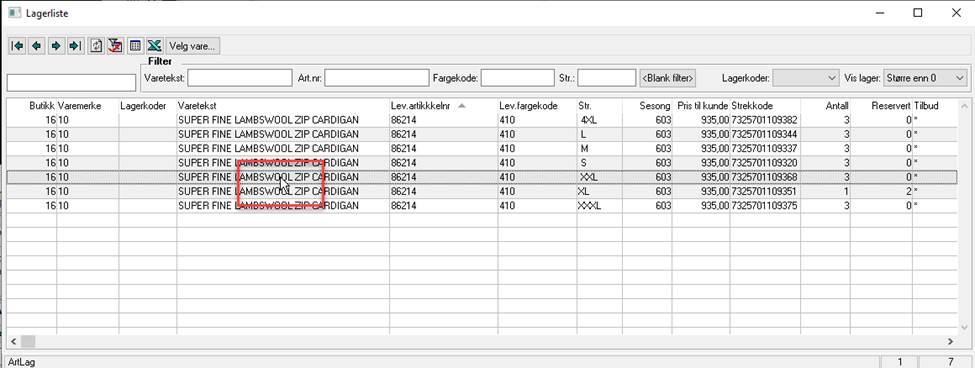 Lagerliste
Velg vare...
Filter
Varetekst: Art.nr: Fargekode: Str.: <Blank filter> Lagerkoder: Vis lager: Større enn 0
Butikk Varemerke Lagerkoder Varetekst Lev.artikkkelnr Lev.fargekode Str. Sesong Pris til kunde Strekkode Antall Reservert Tilbud
16 10 SUPER FINE LAMBSWOOL ZIP CARDIGAN 86214 410 4XL 603 935,00 7325701109382 3 0 *
16 10 SUPER FINE LAMBSWOOL ZIP CARDIGAN 86214 410 L 603 935,00 7325701109344 3 0 *
16 10 SUPER FINE LAMBSWOOL ZIP CARDIGAN 86214 410 M 603 935,00 7325701109337 3 0 *
16 10 SUPER FINE LAMBSWOOL ZIP CARDIGAN 86214 410 S 603 935,00 7325701109320 3 0 *
16 10 SUPER FINE LAMBSWOOL ZIP CARDIGAN 86214 410 XXL 603 935,00 7325701109368 3 0 *
16 10 SUPER FINE LAMBSWOOL ZIP CARDIGAN 86214 410 XL 603 935,00 7325701109351 1 2 *
16 10 SUPER FINE LAMBSWOOL ZIP CARDIGAN 86214 410 XXXL 603 935,00 7325701109375 3 0 *
ArtLag 1 7